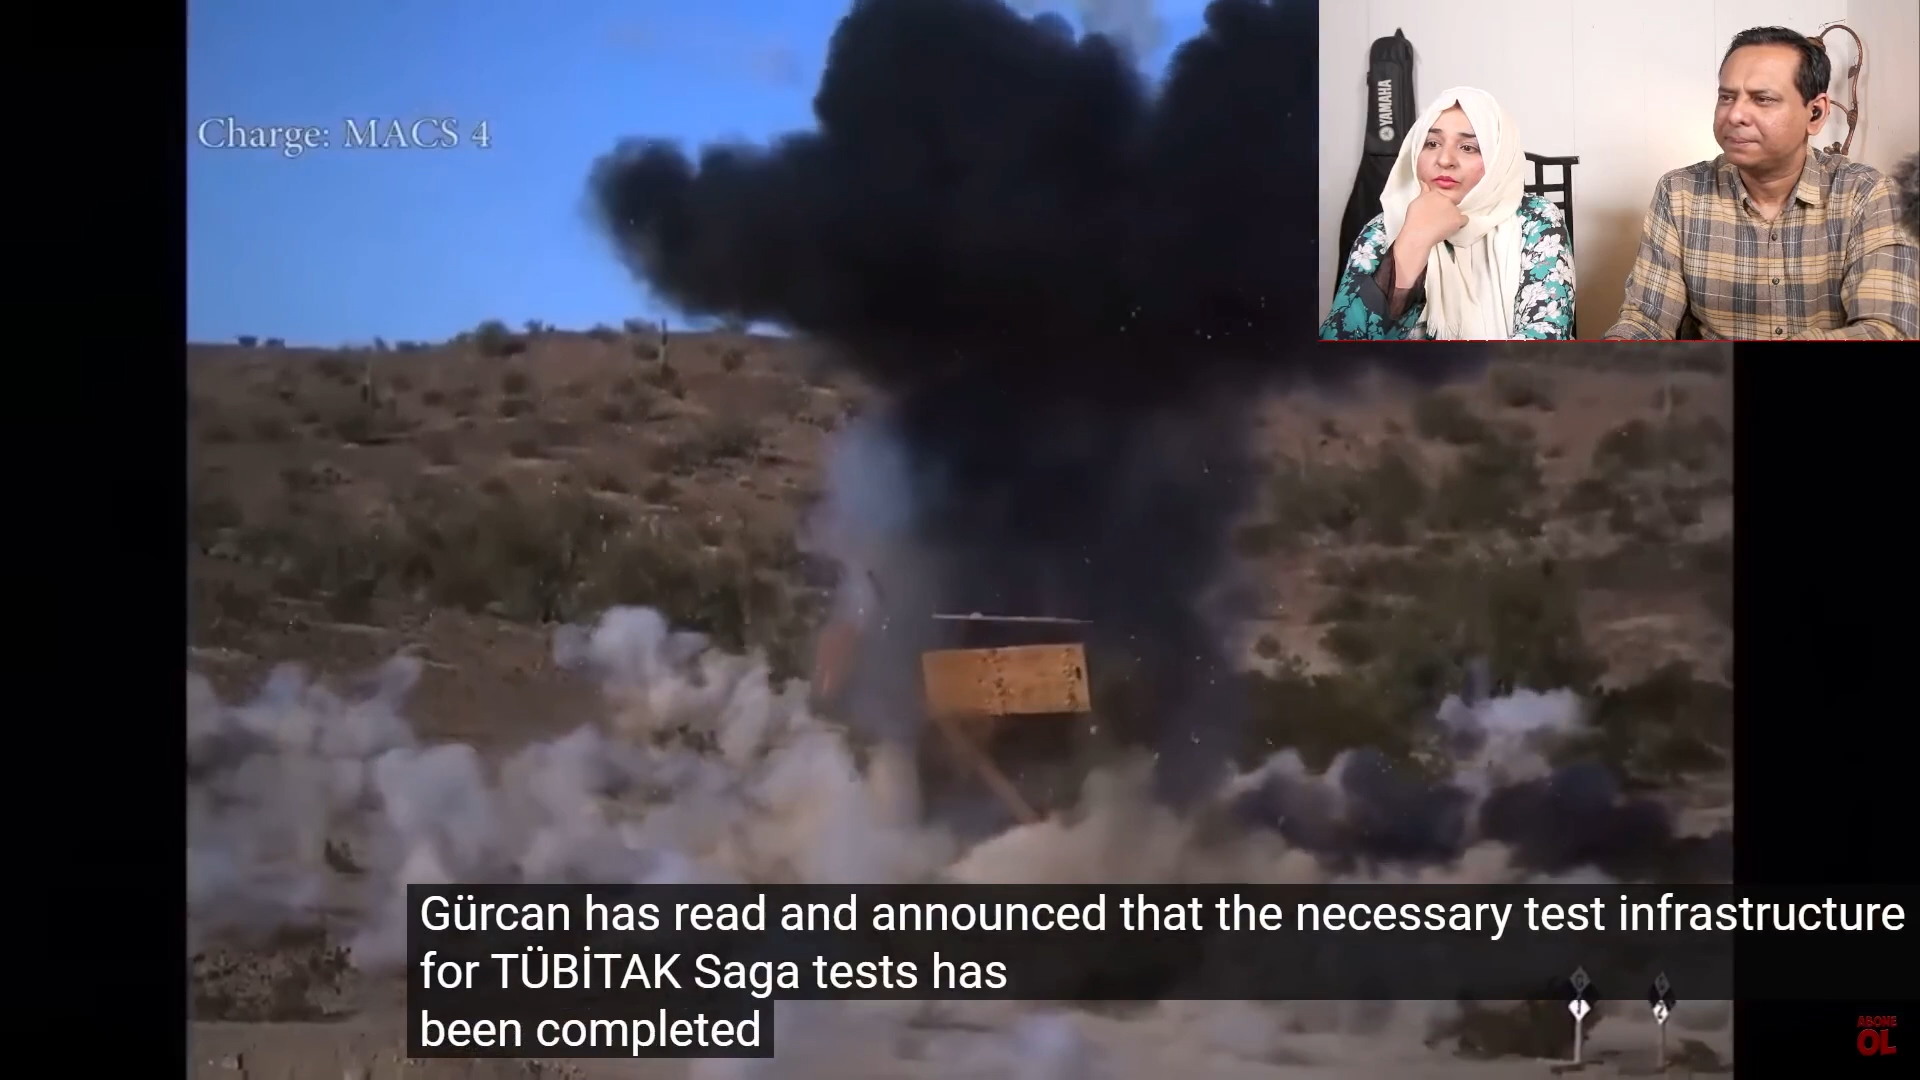 Charge: MACS 4
YAMAHA
Gürcan has read and announced that the necessary test infrastructure
for TÜBİTAK Saga tests has
been completed
ABONE
OL